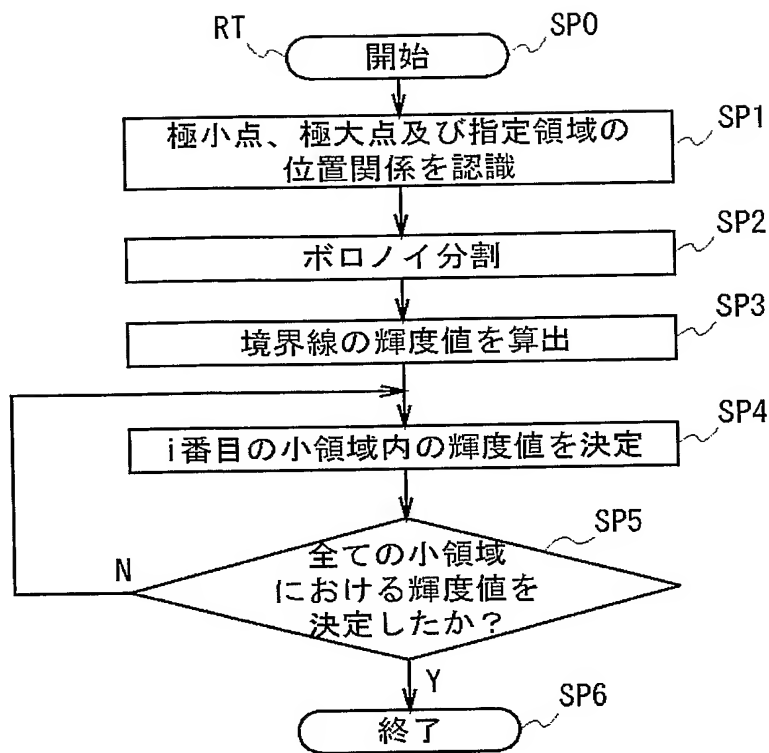 RT
SP0
開始
SP1
極小点、極大点及び指定領域の
位置関係を認識
SP2
ボロノイ分割
SP3
境界線の輝度値を算出
SP4
i番目の小領域内の輝度値を決定
SP5
全ての小領域
における輝度値を
決定したか?
N
Y
SP6
終了